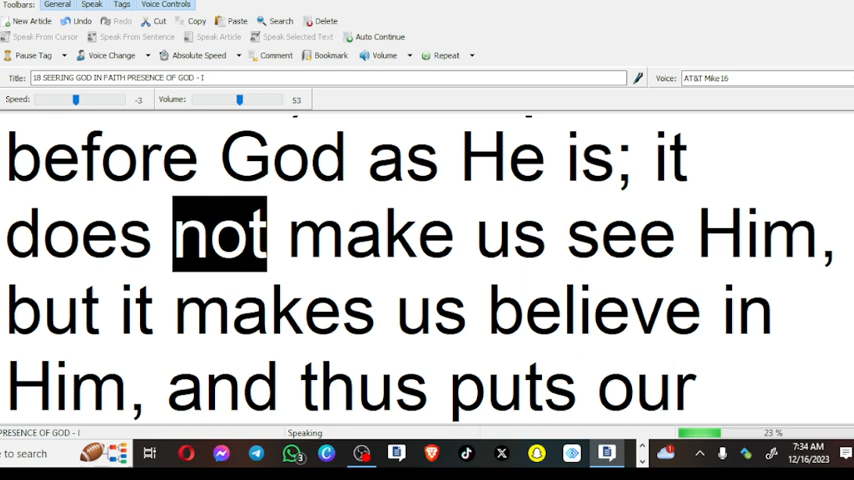 Toolbars: General Speak Tags Voice Controls
New Article Undo Redo Cut Copy Paste Search Delete
Speak From Cursor Speak From Sentence Speak Article Speak Selected Text Auto Continue
Pause Tag Voice Change Absolute Speed Comment Bookmark Volume Repeat
Title: 18 SEERING GOD IN FAITH PRESENCE OF GOD - I Voice: AT&T Mike16
Speed: -3 Volume: 53
before God as He is; it
does not make us see Him,
but it makes us believe in
Him, and thus puts our
PRESENCE OF GOD - I Speaking 23 %
e to search 3 7:34 AM
12/16/2023